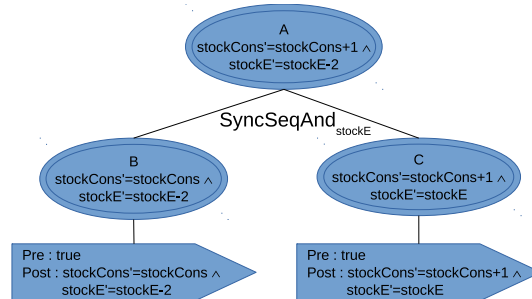 A
stockCons'=stockCons+1 ∧
stockE'=stockE-2
SyncSeqAnd stockE
B
stockCons'=stockCons ∧
stockE'=stockE-2
C
stockCons'=stockCons+1 ∧
stockE'=stockE
Pre : true
Post : stockCons'=stockCons ∧
stockE'=stockE-2
Pre : true
Post : stockCons'=stockCons+1 ∧
stockE'=stockE